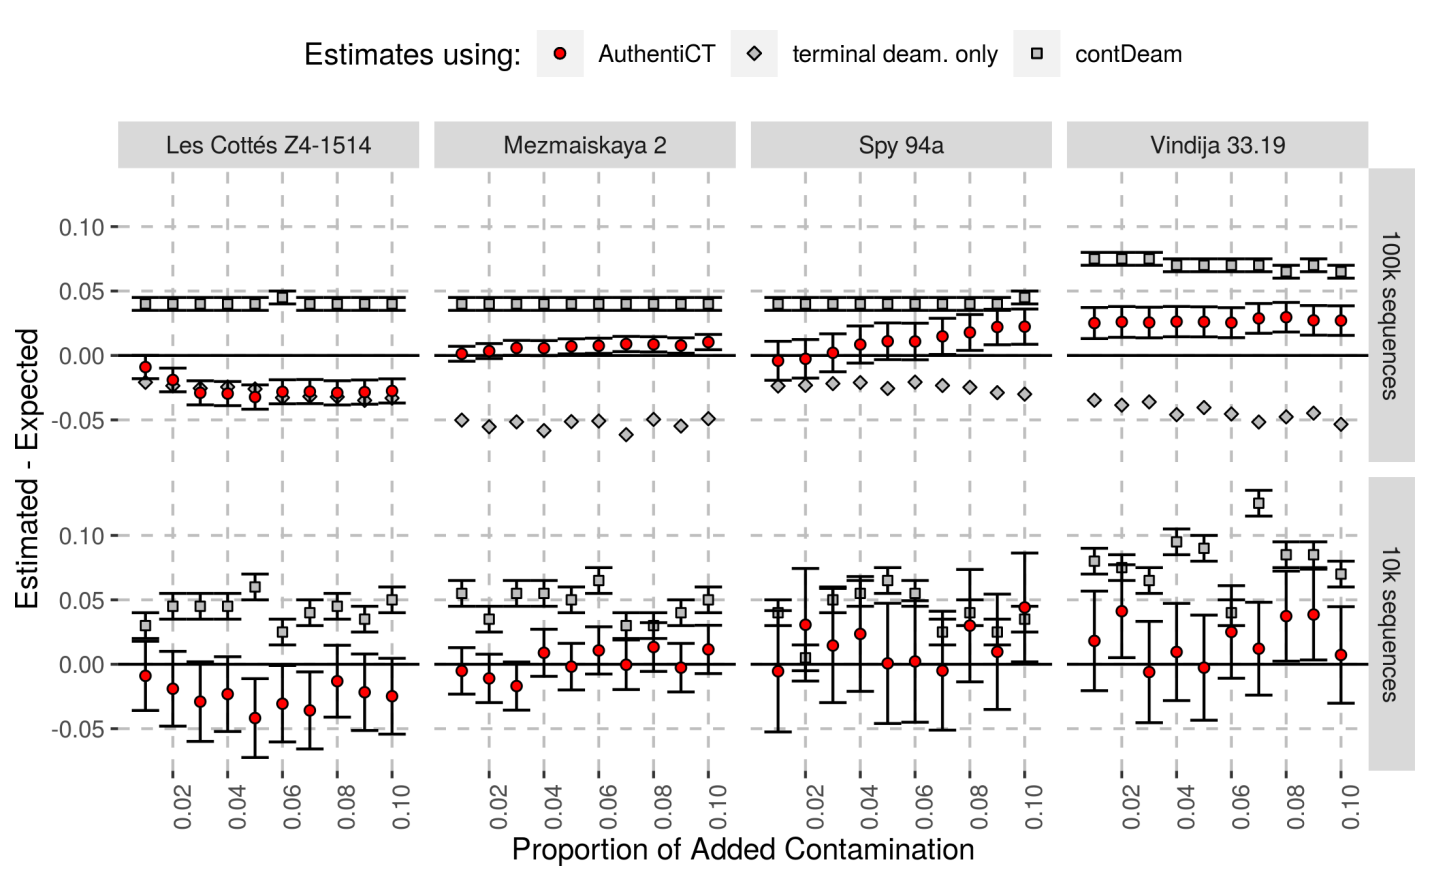 Estimates using: AuthentiCT terminal deam. only contDeam
Les Cottés Z4-1514 Mezmaiskaya 2 Spy 94a Vindija 33.19
Estimated - Expected
0.10
0.05
0.00
-0.05
100k sequences
0.10
0.05
0.00
-0.05
10k sequences
0.02 0.04 0.06 0.08 0.10 0.02 0.04 0.06 0.08 0.10 0.02 0.04 0.06 0.08 0.10 0.02 0.04 0.06 0.08 0.10
Proportion of Added Contamination